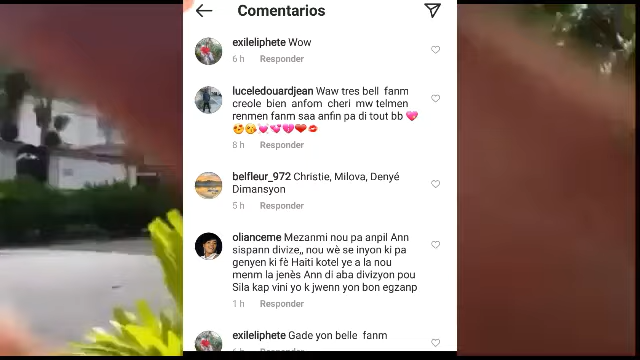 Comentarios
exileliphete Wow
6 h Responder
luceledouardjean Waw tres bell fanm
creole bien anfom cheri mw telmen
renmen fanm saa anfin pa di tout bb 💖
😍😘💓💕💞❤️💋
8 h Responder
belfleur_972 Christie, Milova, Denyé
Dimansyon
5 h Responder
olianceme Mezanmi nou pa anpil Ann
sispann divize,, nou wè se inyon ki pa
genyen ki fè Haiti kotel ye a la nou
menm la jenès Ann di aba divizyon pou
Sila kap vini yo k jwenn yon bon egzanp
1 h Responder
exileliphete Gade yon belle fanm
Responder